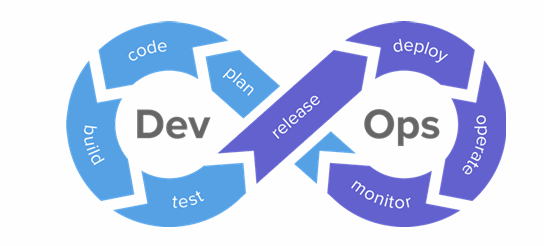 code
plan
build
Dev
test
release
deploy
Ops
operate
monitor